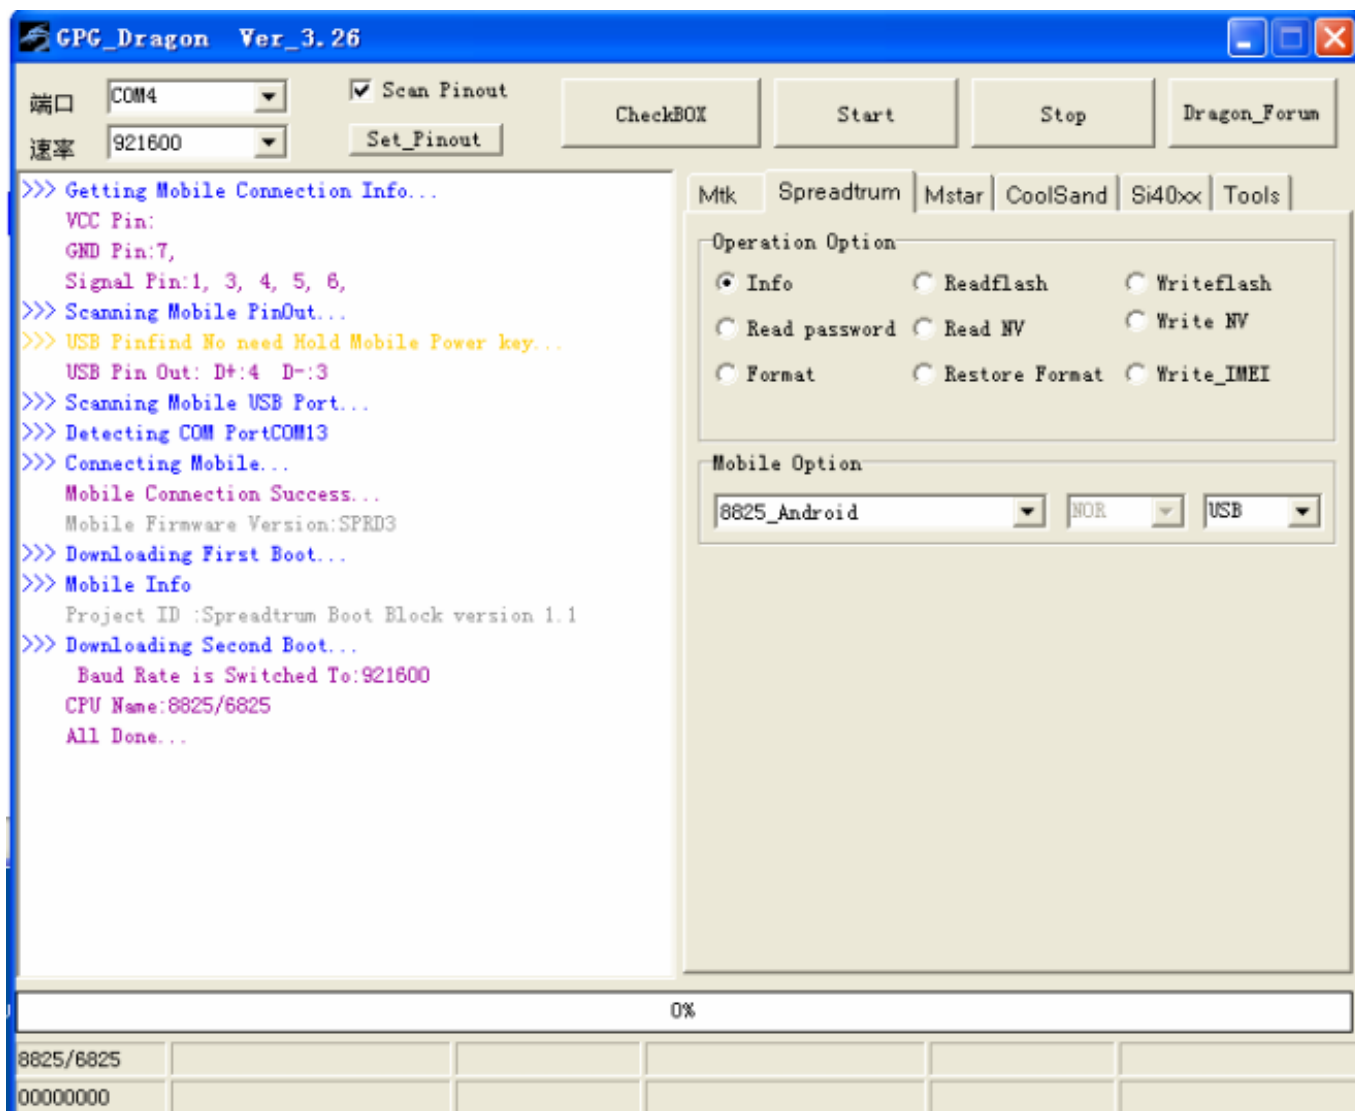 GPG_Dragon Ver_3.26
端口 COM4 Scan Pinout
速率 921600 Set_Pinout
CheckBOX Start Stop Dragon_Forum
>>> Getting Mobile Connection Info...
VCC Pin:
GND Pin:7,
Signal Pin:1, 3, 4, 5, 6,
>>> Scanning Mobile PinOut...
>>> USB Pinfind No need Hold Mobile Power key...
USB Pin Out: D+:4 D-:3
>>> Scanning Mobile USB Port...
>>> Detecting COM PortCOM13
>>> Connecting Mobile...
Mobile Connection Success...
Mobile Firmware Version:SPRD3
>>> Downloading First Boot...
>>> Mobile Info
Project ID :Spreadtrum Boot Block version 1.1
>>> Downloading Second Boot...
Baud Rate is Switched To:921600
CPU Name:8825/6825
All Done...
Mtk Spreadtrum Mstar CoolSand Si40xx Tools
Operation Option
Info Readflash Writeflash
Read password Read NV Write NV
Format Restore Format Write_IMEI
Mobile Option
8825_Android NOR USB
0%
8825/6825
00000000